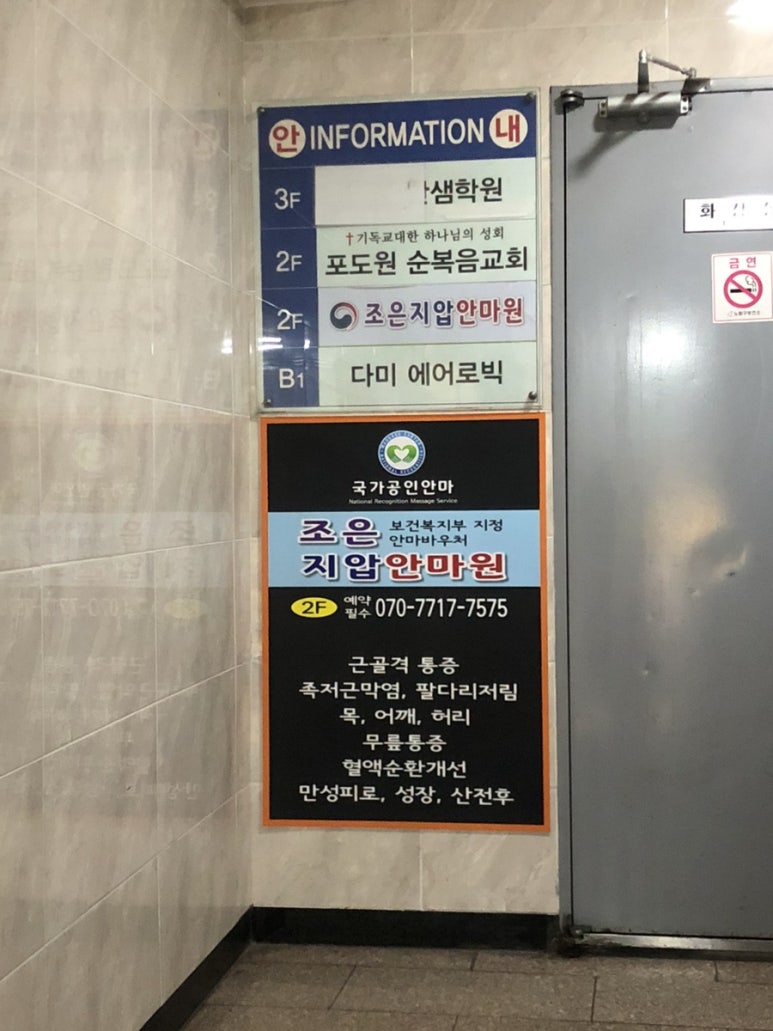 안 INFORMATION 내
3F 샘학원
†기독교대한 하나님의 성회
2F 포도원 순복음교회
2F 조은지압안마원
B1 다미 에어로빅
국가공인안마
National Recognition Massage Service
조은 보건복지부 지정
안마바우처
지압안마원
2F 예약
필수 070-7717-7575
근골격 통증
족저근막염, 팔다리저림
목, 어깨, 허리
무릎통증
혈액순환개선
만성피로, 성장, 산전후
화
금연